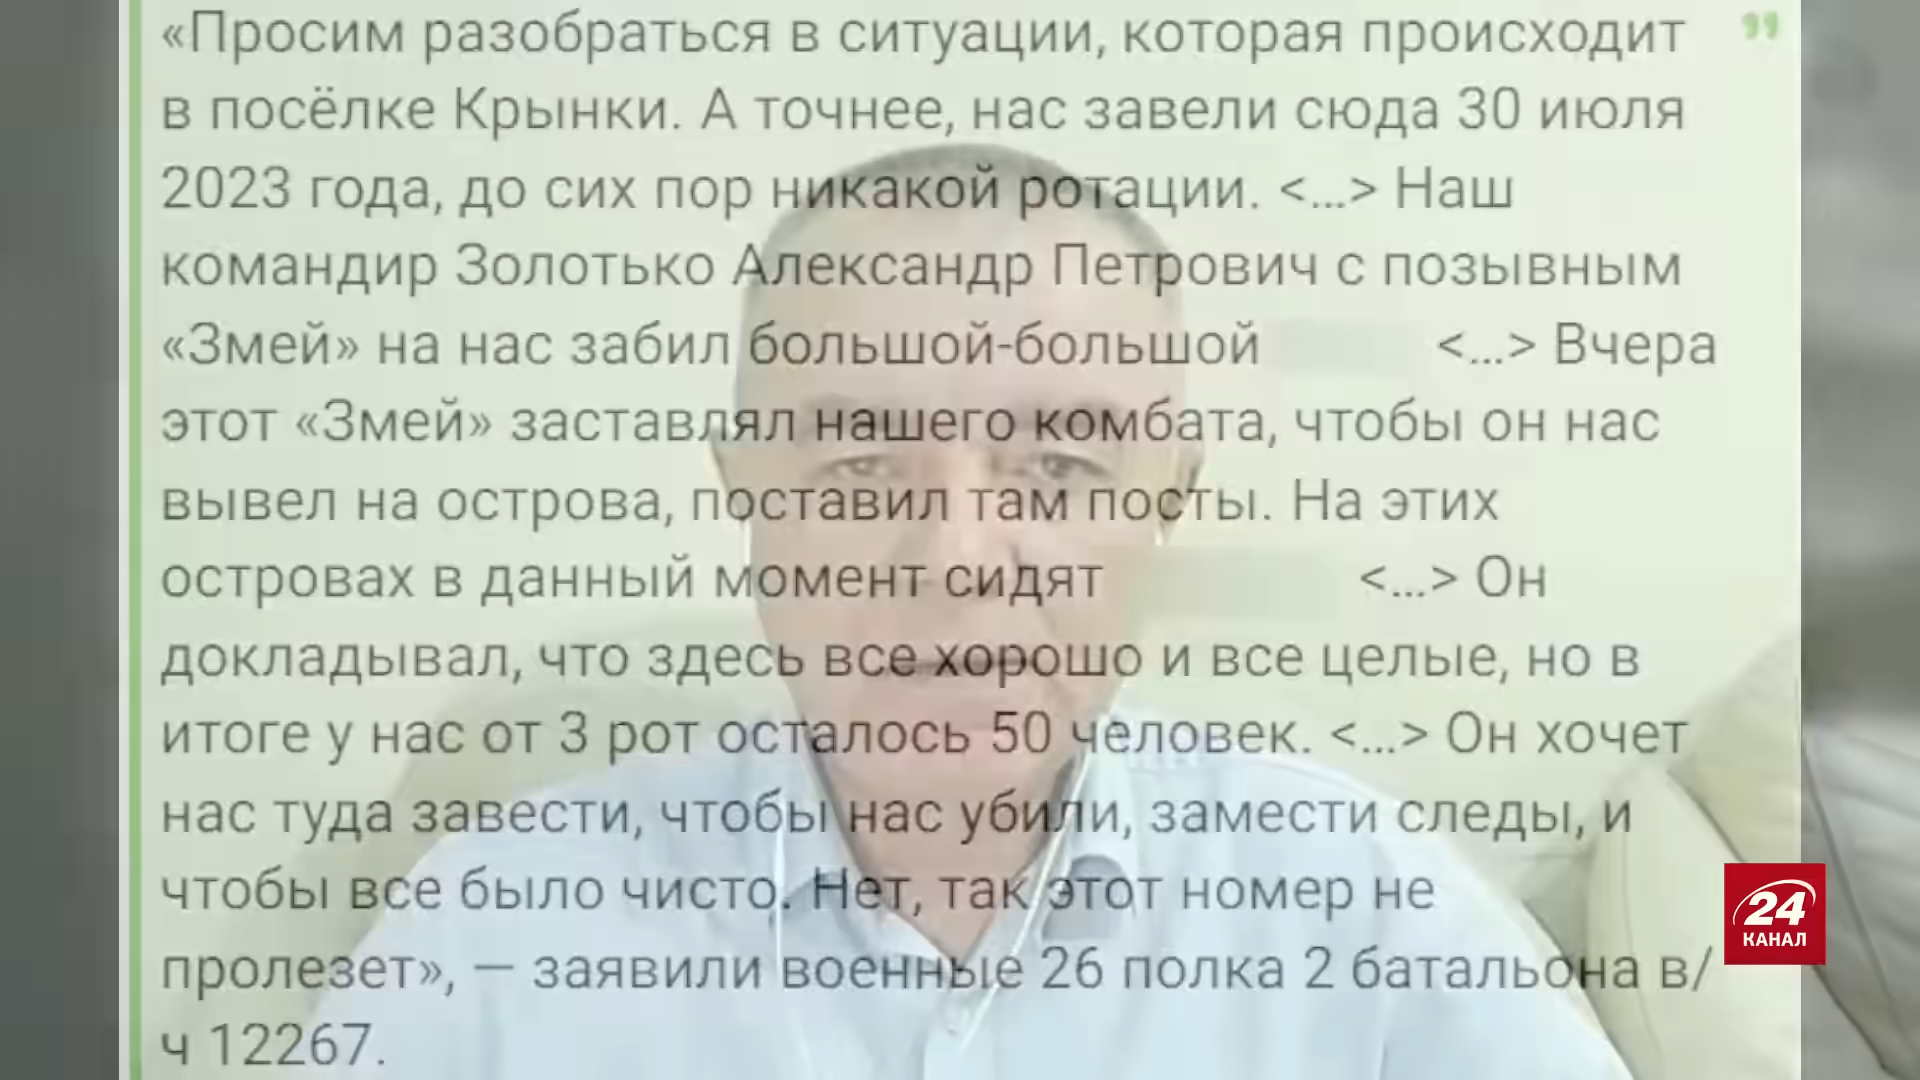 «Просим разобраться в ситуации, которая происходит
в посёлке Крынки. А точнее, нас завели сюда 30 июля
2023 года, до сих пор никакой ротации. <...> Наш
командир Золотько Александр Петрович с позывным
«Змей» на нас забил большой-большой <...> Вчера
этот «Змей» заставлял нашего комбата, чтобы он нас
вывел на острова, поставил там посты. На этих
островах в данный момент сидят <...> Он
докладывал, что здесь все хорошо и все целые, но в
итоге у нас от 3 рот осталось 50 человек. <...> Он хочет
нас туда завести, чтобы нас убили, замести следы, и
чтобы все было чисто. Нет, так этот номер не
пролезет», — заявили военные 26 полка 2 батальона в/
ч 12267.
24
КАНАЛ